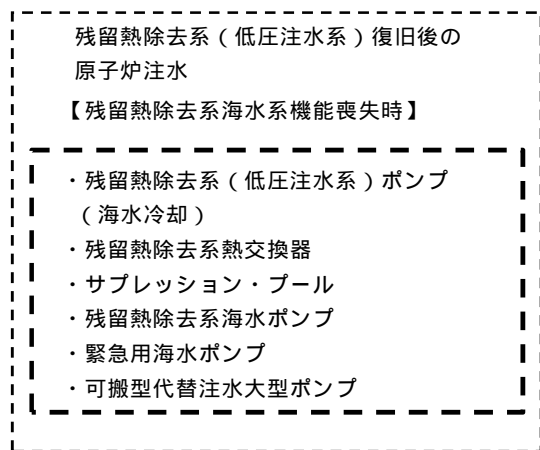 残留熱除去系(低圧注水系)復旧後の
原子炉注水
【残留熱除去系海水系機能喪失時】
・残留熱除去系(低圧注水系)ポンプ
(海水冷却)
・残留熱除去系熱交換器
・サプレッション・プール
・残留熱除去系海水ポンプ
・緊急用海水ポンプ
・可搬型代替注水大型ポンプ